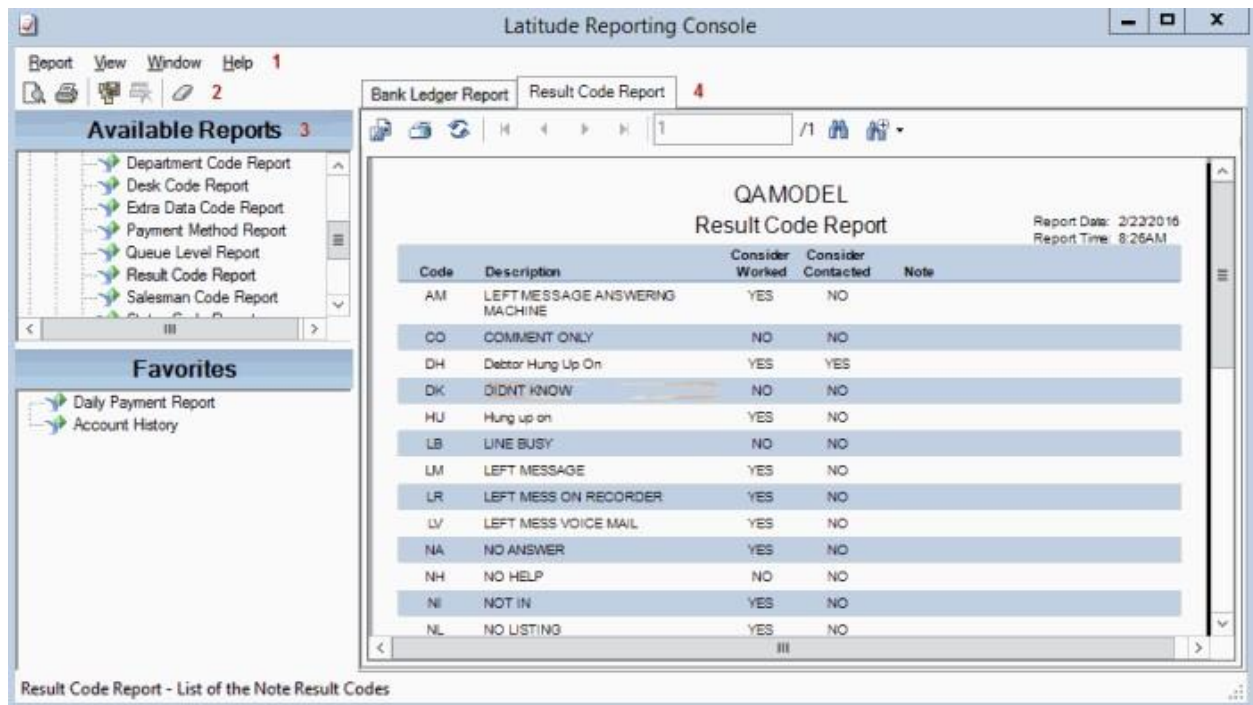 Latitude Reporting Console
Report View Window Help 1
2
Available Reports 3
Department Code Report
Desk Code Report
Extra Data Code Report
Payment Method Report
Queue Level Report
Result Code Report
Salesman Code Report
Favorites
Daily Payment Report
Account History
Bank Ledger Report Result Code Report 4
1 /1
QAMODEL
Result Code Report
Report Date: 2/22/2016
Report Time: 8:26AM
Code Description Consider Worked Consider Contacted Note
AM LEFT MESSAGE ANSWERING YES NO
MACHINE
CO COMMENT ONLY NO NO
DH Debtor Hung Up On YES YES
DK DIDNT KNOW NO NO
HU Hung up on YES NO
LB LINE BUSY NO NO
LM LEFT MESSAGE YES NO
LR LEFT MESS ON RECORDER YES NO
LV LEFT MESS VOICE MAIL YES NO
NA NO ANSWER YES NO
NH NO HELP NO NO
NI NOT IN YES NO
NL NO LISTING YES NO
Result Code Report - List of the Note Result Codes